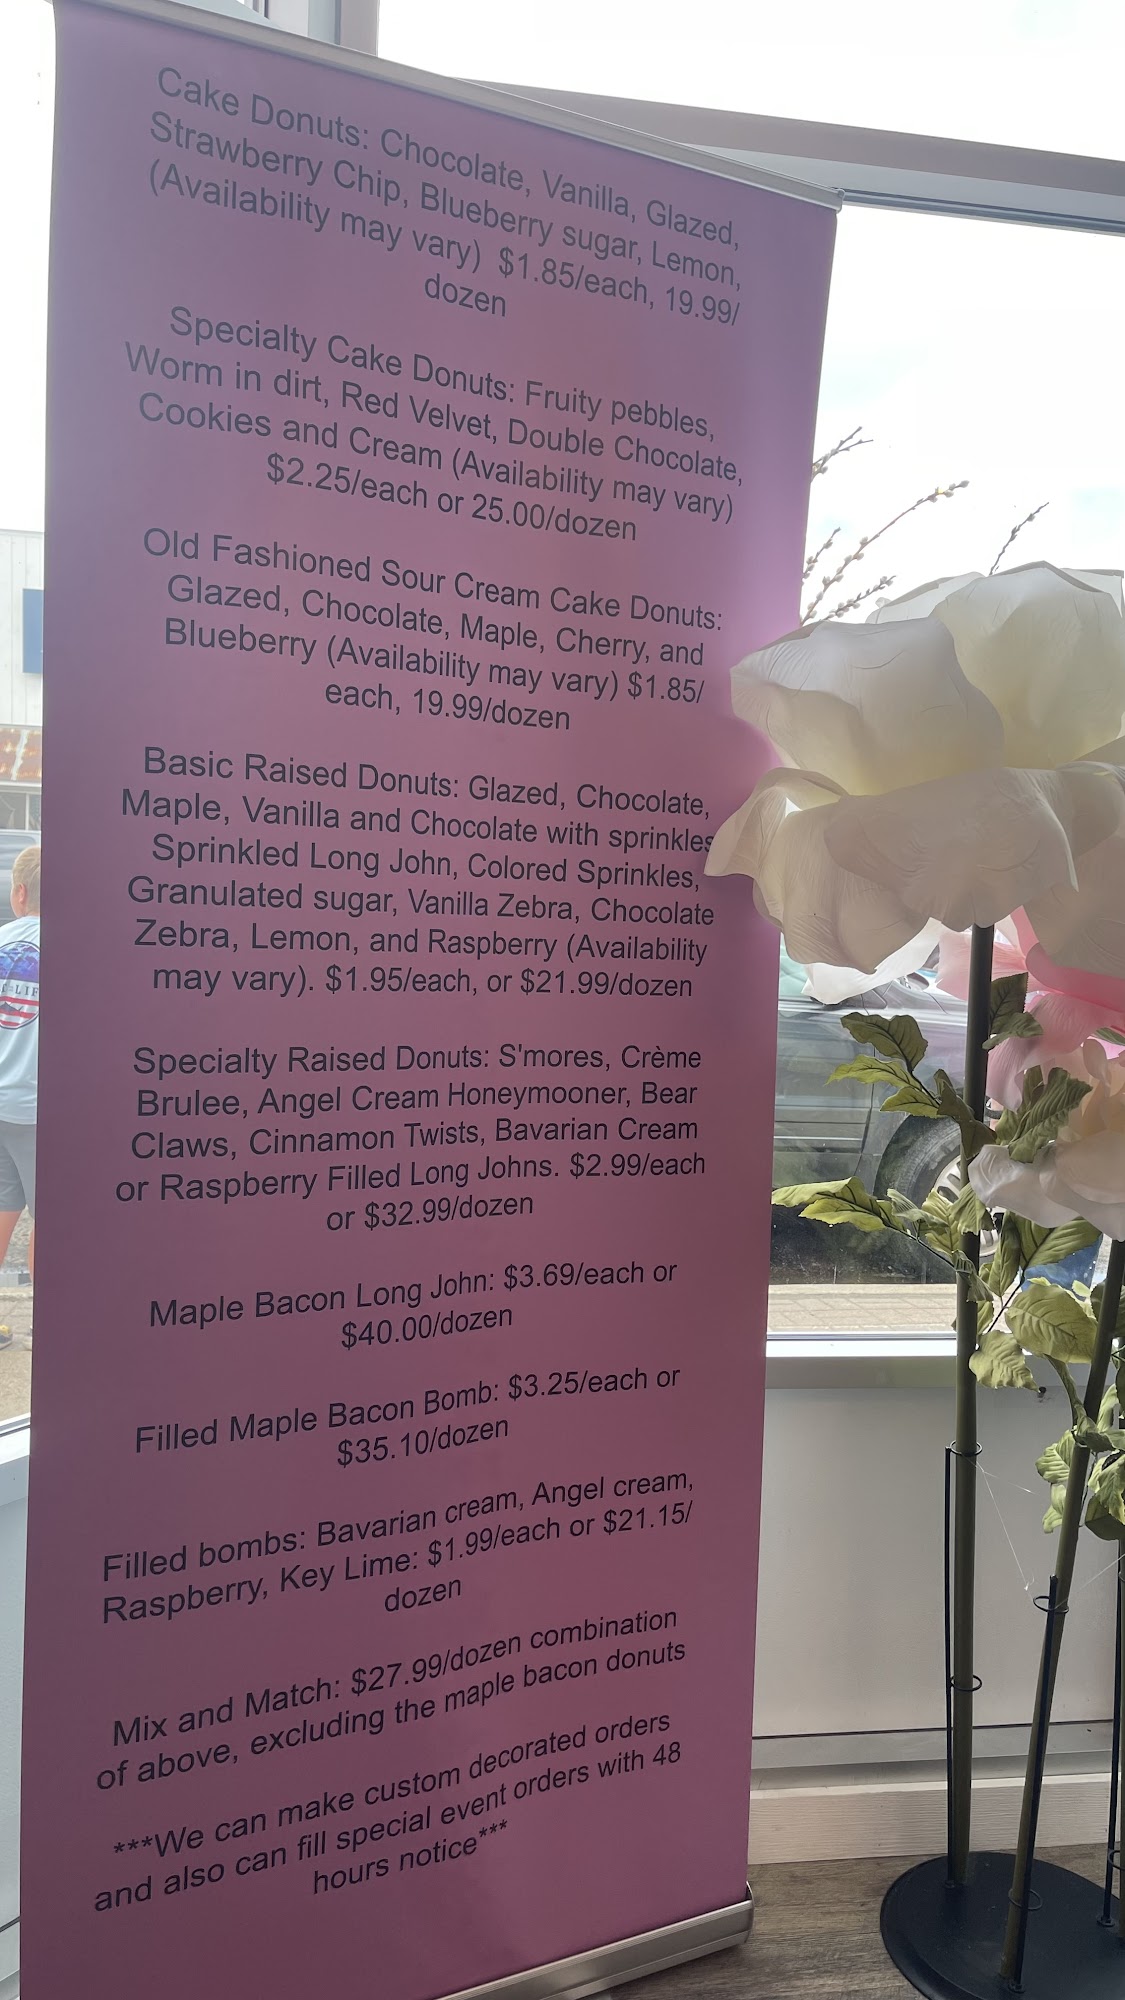 Cake Donuts: Chocolate, Vanilla, Glazed,
Strawberry Chip, Blueberry sugar, Lemon,
(Availability may vary) $1.85/each, 19.99/
dozen
Specialty Cake Donuts: Fruity pebbles,
Worm in dirt, Red Velvet, Double Chocolate,
Cookies and Cream (Availability may vary)
$2.25/each or 25.00/dozen
Old Fashioned Sour Cream Cake Donuts:
Glazed, Chocolate, Maple, Cherry, and
Blueberry (Availability may vary) $1.85/
each, 19.99/dozen
Basic Raised Donuts: Glazed, Chocolate,
Maple, Vanilla and Chocolate with sprinkles
Sprinkled Long John, Colored Sprinkles,
Granulated sugar, Vanilla Zebra, Chocolate
Zebra, Lemon, and Raspberry (Availability
may vary). $1.95/each, or $21.99/dozen
Specialty Raised Donuts: S'mores, Crème
Brulee, Angel Cream Honeymooner, Bear
Claws, Cinnamon Twists, Bavarian Cream
or Raspberry Filled Long Johns. $2.99/each
or $32.99/dozen
Maple Bacon Long John: $3.69/each or
$40.00/dozen
Filled Maple Bacon Bomb: $3.25/each or
$35.10/dozen
Filled bombs: Bavarian cream, Angel cream,
Raspberry, Key Lime: $1.99/each or $21.15/
dozen
Mix and Match: $27.99/dozen combination
of above, excluding the maple bacon donuts
***We can make custom decorated orders
and also can fill special event orders with 48
hours notice***